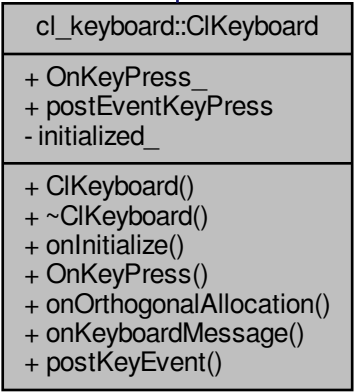 cl_keyboard::ClKeyboard
+ OnKeyPress_
+ postEventKeyPress
- initialized_
+ ClKeyboard()
+ ~ClKeyboard()
+ onInitialize()
+ OnKeyPress()
+ onOrthogonalAllocation()
+ onKeyboardMessage()
+ postKeyEvent()